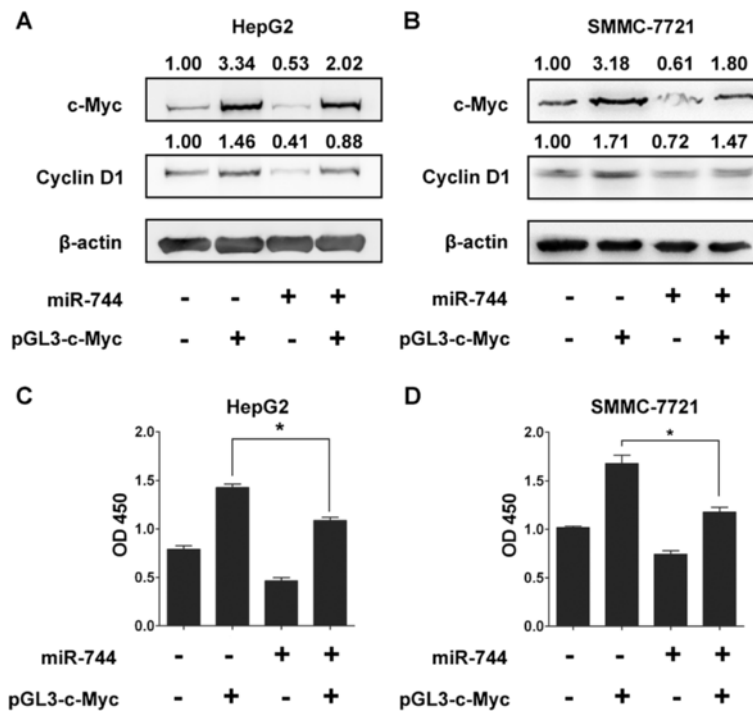 A
HepG2
1.00 3.34 0.53 2.02
c-Myc
1.00 1.46 0.41 0.88
Cyclin D1
β-actin
miR-744 - - + +
pGL3-c-Myc - + - +
B
SMMC-7721
1.00 3.18 0.61 1.80
c-Myc
1.00 1.71 0.72 1.47
Cyclin D1
β-actin
miR-744 - - + +
pGL3-c-Myc - + - +
C
HepG2
2.0
*
1.5
OD 450
1.0
0.5
0.0
miR-744 - - + +
pGL3-c-Myc - + - +
D
SMMC-7721
2.0
*
1.5
OD 450
1.0
0.5
0.0
miR-744 - - + +
pGL3-c-Myc - + - +